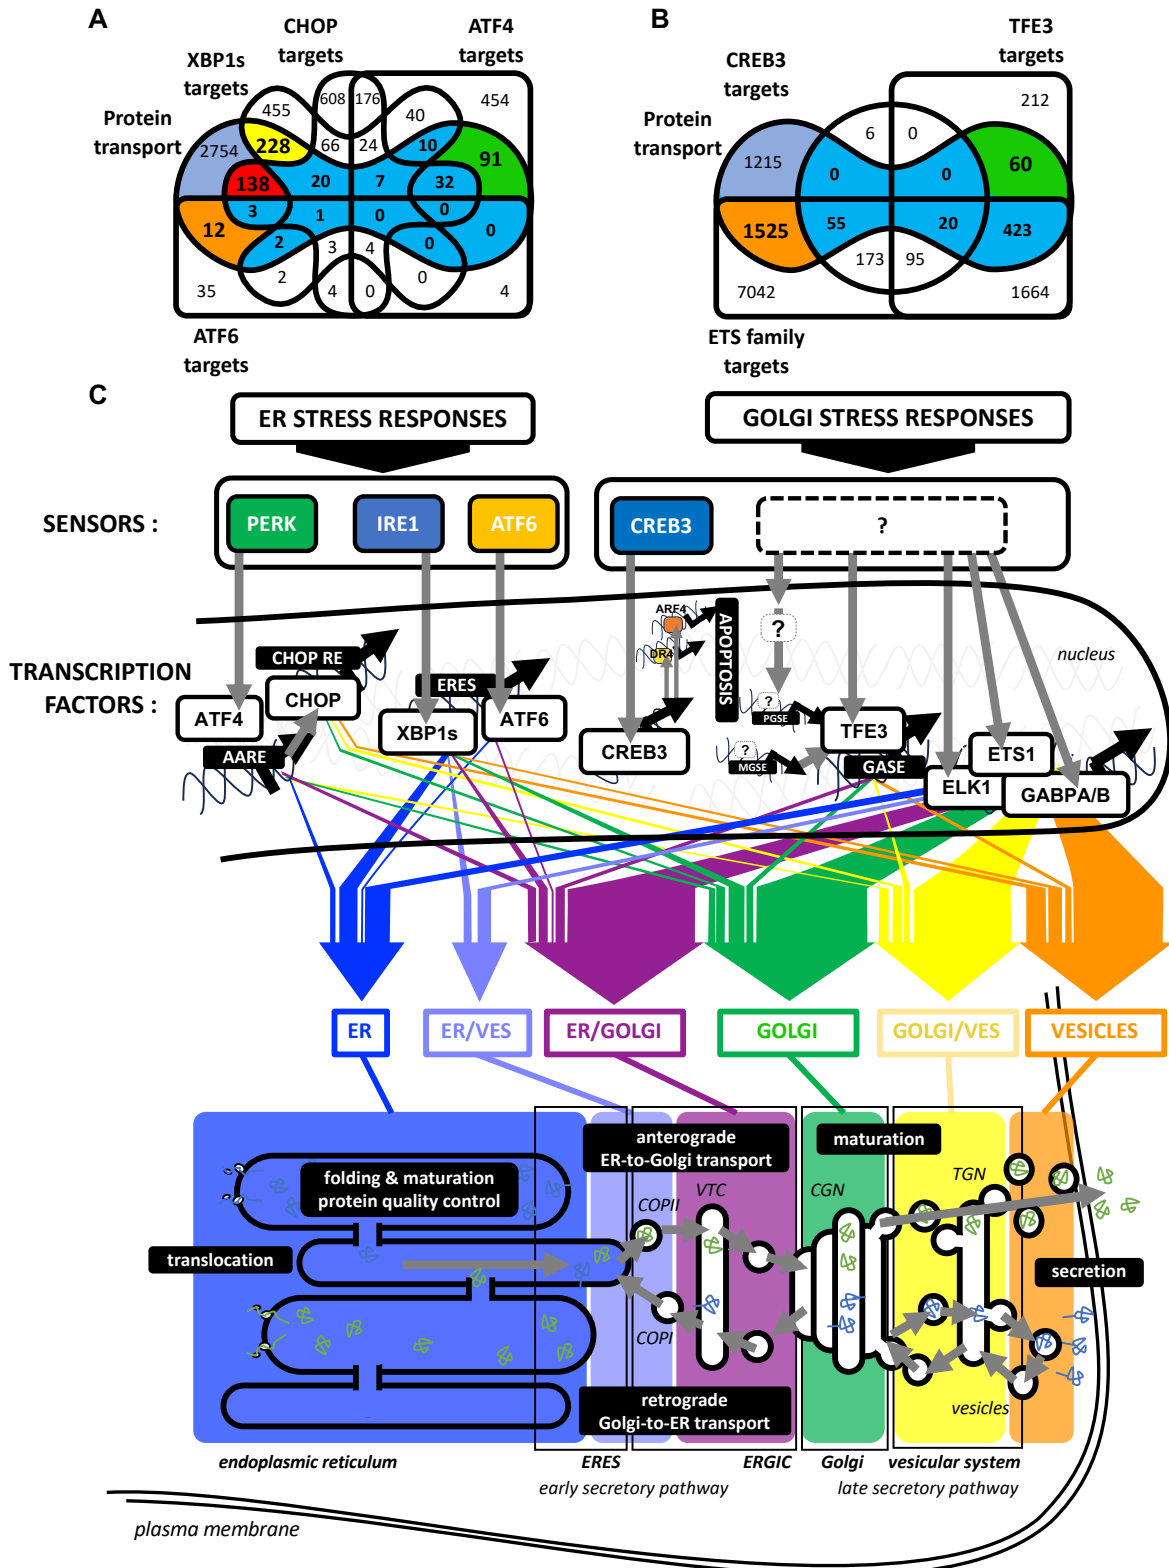 A
CHOP
targets
ATF4
targets
XBP1s
targets
Protein
transport
608
176
454
455
40
2754
228
66
24
10
91
138
20
7
32
3
1
0
0
12
2
0
0
3
4
2
0
35
4
0
4
ATF6
targets
B
TFE3
targets
CREB3
targets
Protein
transport
212
6
0
1215
0
0
60
1525
55
20
423
173
95
7042
1664
ETS family
targets
C
ER STRESS RESPONSES
GOLGI STRESS RESPONSES
SENSORS :
PERK
IRE1
ATF6
CREB3
?
TRANSCRIPTION
FACTORS :
nucleus
ARF4
DR4
APOPTOSIS
?
CHOP RE
CHOP
ERES
ATF4
XBP1s
ATF6
AARE
CREB3
?
PGSE
?
MGSE
TFE3
GASE
ETS1
ELK1
GABPA/B
ER
ER/VES
ER/GOLGI
GOLGI
GOLGI/VES
VESICLES
folding & maturation
protein quality control
translocation
anterograde
ER-to-Golgi transport
maturation
COPII
VTC
CGN
TGN
secretion
COPI
retrograde
Golgi-to-ER transport
vesicles
endoplasmic reticulum
ERES
ERGIC
Golgi
vesicular system
early secretory pathway
late secretory pathway
plasma membrane